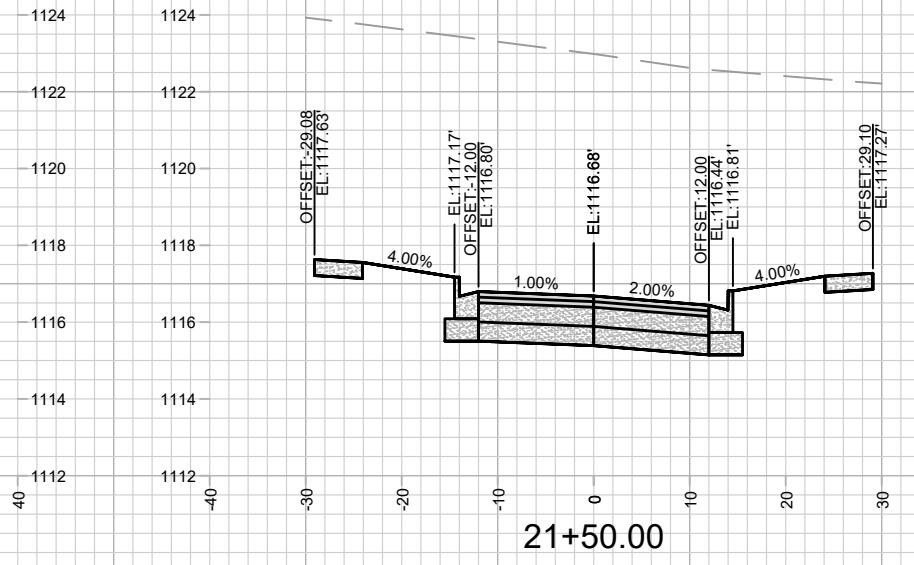 1124
1124
1122
1122
1120
1120
1118
1118
1116
1116
1114
1114
1112
1112
OFFSET:-29.08
EL:1117.63'
EL:1117.17'
OFFSET:-12.00
EL:1116.80'
EL:1116.68'
OFFSET:12.00
EL:1116.44'
EL:1116.81'
OFFSET:29.10
EL:1117.27'
4.00%
1.00%
2.00%
4.00%
40
-40
-30
-20
-10
0
10
20
30
21+50.00